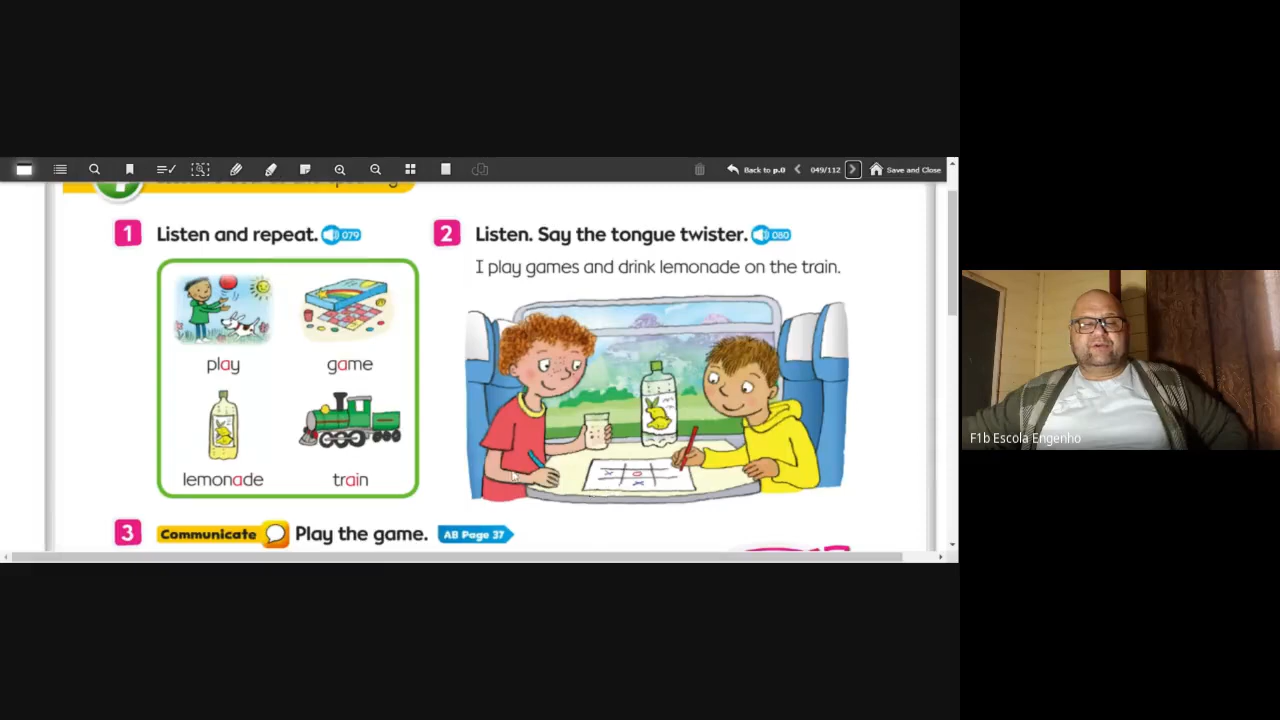 Back to p.0
049/112
Save and Close
1 Listen and repeat. 079
play
game
lemonade
train
2 Listen. Say the tongue twister. 080
I play games and drink lemonade on the train.
3 Communicate Play the game. AB Page 37
F1b Escola Engenho